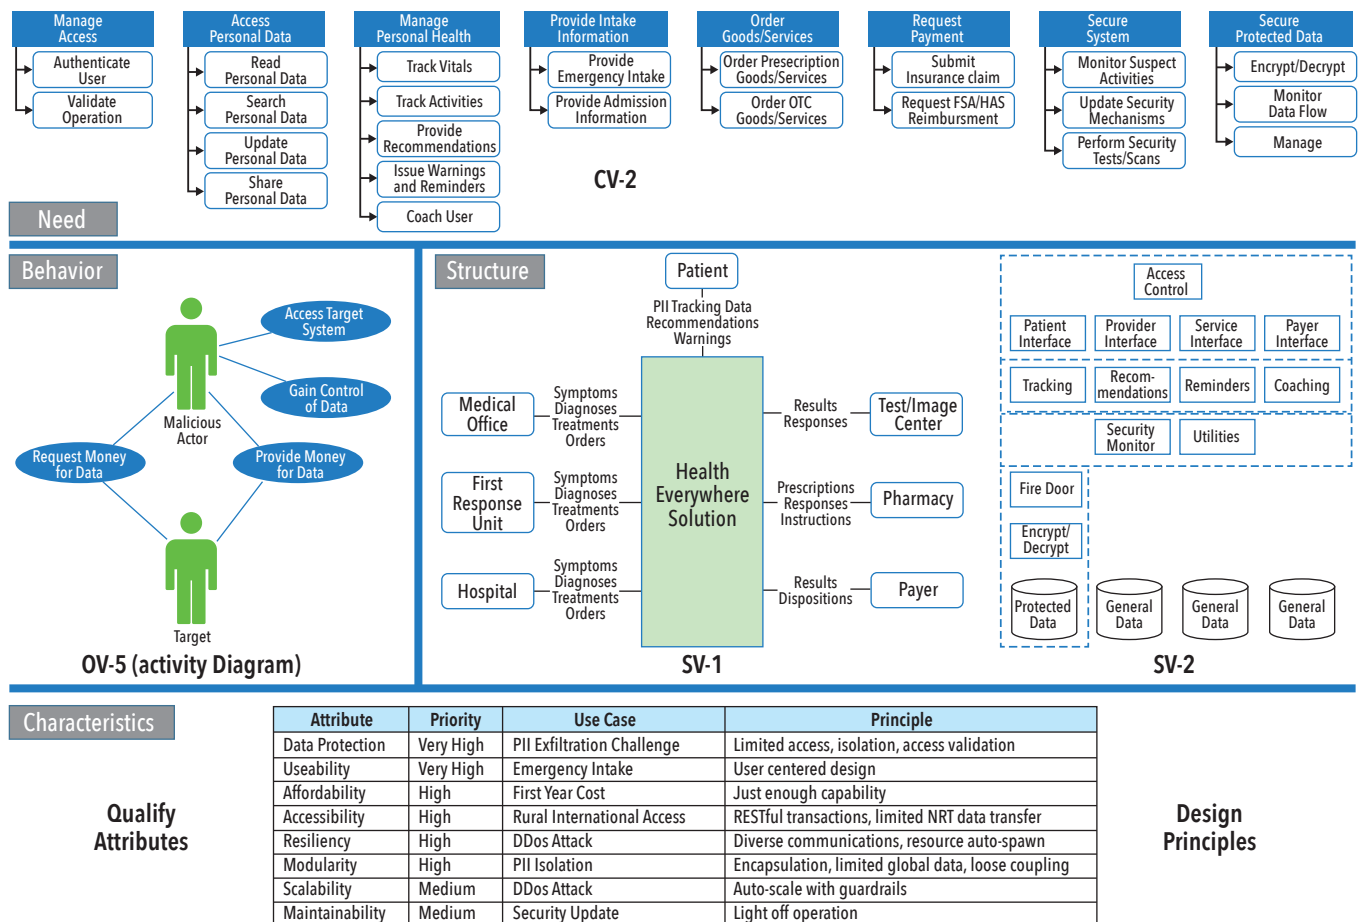 Manage
Access
Authenticate
User
Validate
Operation
Access
Personal Data
Read
Personal Data
Search
Personal Data
Update
Personal Data
Share
Personal Data
Manage
Personal Health
Track Vitals
Track Activities
Provide
Recommendations
Issue Warnings
and Reminders
Coach User
Provide Intake
Information
Provide
Emergency Intake
Provide Admission
Information
Order
Goods/Services
Order Presecription
Goods/Services
Order OTC
Goods/Services
Request
Payment
Submit
Insurance claim
Request FSA/HAS
Reimbursment
Secure
System
Monitor Suspect
Activities
Update Security
Mechanisms
Perform Security
Tests/Scans
Secure
Protected Data
Encrypt/Decrypt
Monitor
Data Flow
Manage
CV-2
Need
Behavior
Access Target
System
Gain Control
of Data
Malicious
Actor
Request Money
for Data
Provide Money
for Data
Target
OV-5 (activity Diagram)
Structure
Patient
PII Tracking Data
Recommendations
Warnings
Medical
Office
Symptoms
Diagnoses
Treatments
Orders
First
Response
Unit
Symptoms
Diagnoses
Treatments
Orders
Hospital
Symptoms
Diagnoses
Treatments
Orders
Health
Everywhere
Solution
Results
Responses
Test/Image
Center
Prescriptions
Responses
Instructions
Pharmacy
Results
Dispositions
Payer
SV-1
Access
Control
Patient
Interface
Provider
Interface
Service
Interface
Payer
Interface
Tracking
Recom-
mendations
Reminders
Coaching
Security
Monitor
Utilities
Fire Door
Encrypt/
Decrypt
Protected
Data
General
Data
General
Data
General
Data
SV-2
Characteristics
Qualify
Attributes
Attribute Priority Use Case Principle
Data Protection Very High PII Exfiltration Challenge Limited access, isolation, access validation
Useability Very High Emergency Intake User centered design
Affordability High First Year Cost Just enough capability
Accessibility High Rural International Access RESTful transactions, limited NRT data transfer
Resiliency High DDos Attack Diverse communications, resource auto-spawn
Modularity High PII Isolation Encapsulation, limited global data, loose coupling
Scalability Medium DDos Attack Auto-scale with guardrails
Maintainability Medium Security Update Light off operation
Design
Principles